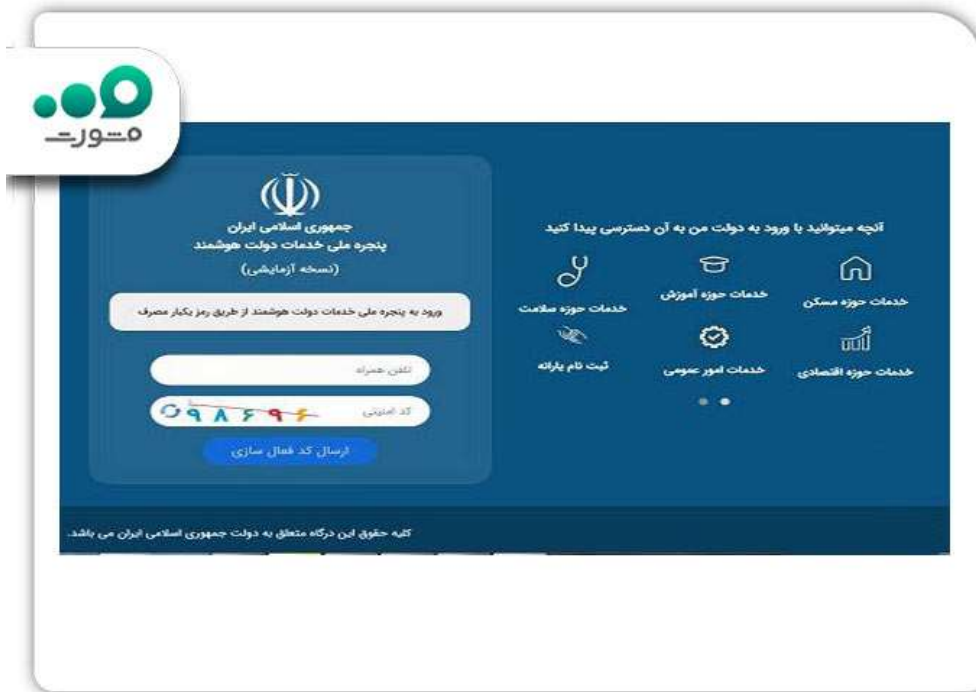 مشورت
جمهوری اسلامی ایران
پنجره ملی خدمات دولت هوشمند
(نسخه آزمایشی)
ورود به پنجره ملی خدمات دولت هوشمند از طریق رمز یکبار مصرف
تلفن همراه
کد امنیتی
ارسال کد فعال سازی
آنچه میتوانید با ورود به دولت من به آن دسترسی پیدا کنید
خدمات حوزه مسکن
خدمات حوزه آموزش
خدمات حوزه سلامت
خدمات حوزه اقتصادی
خدمات امور عمومی
ثبت نام یارانه
کلیه حقوق این درگاه متعلق به دولت جمهوری اسلامی ایران می باشد.